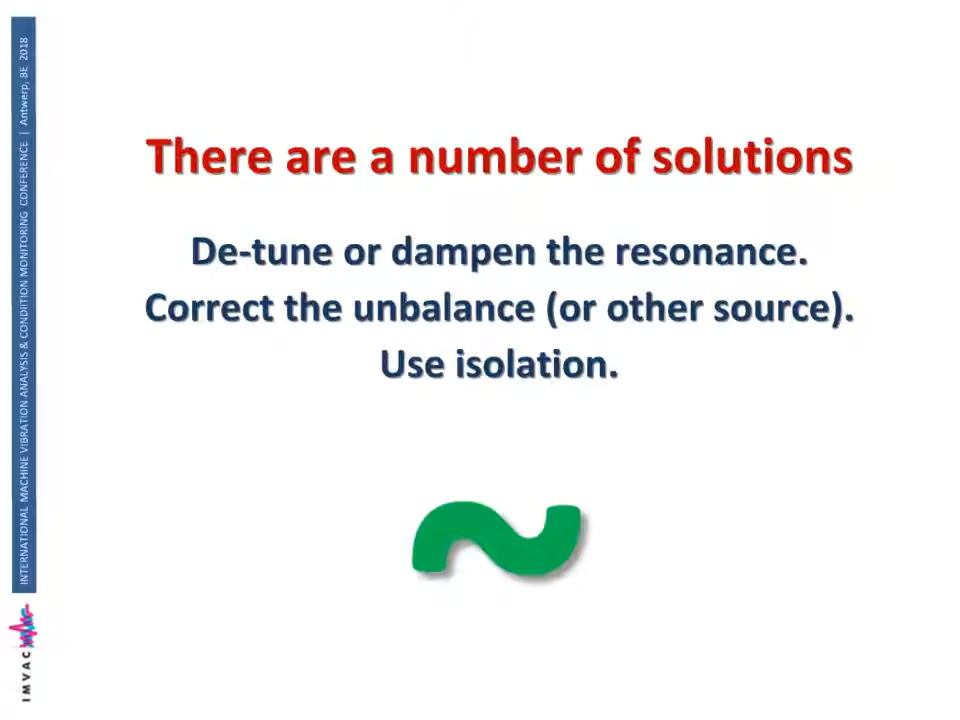 There are a number of solutions
De-tune or dampen the resonance.
Correct the unbalance (or other source).
Use isolation.
INTERNATIONAL MACHINE VIBRATION ANALYSIS & CONDITION MONITORING CONFERENCE | Antwerp, BE 2018
IMVAC